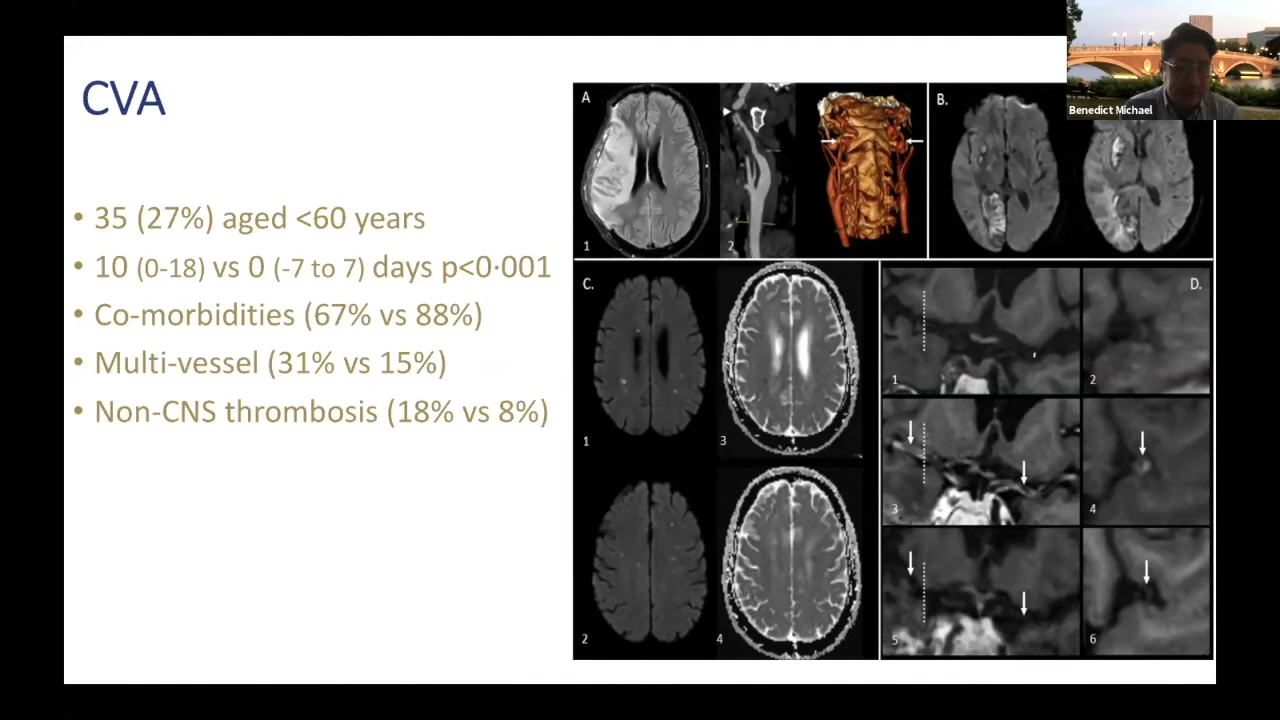 CVA
• 35 (27%) aged <60 years
• 10 (0-18) vs 0 (-7 to 7) days p<0·001
• Co-morbidities (67% vs 88%)
• Multi-vessel (31% vs 15%)
• Non-CNS thrombosis (18% vs 8%)
Benedict Michael
A
1
2
B.
C.
1
3
2
4
D.
1
2
3
4
5
6